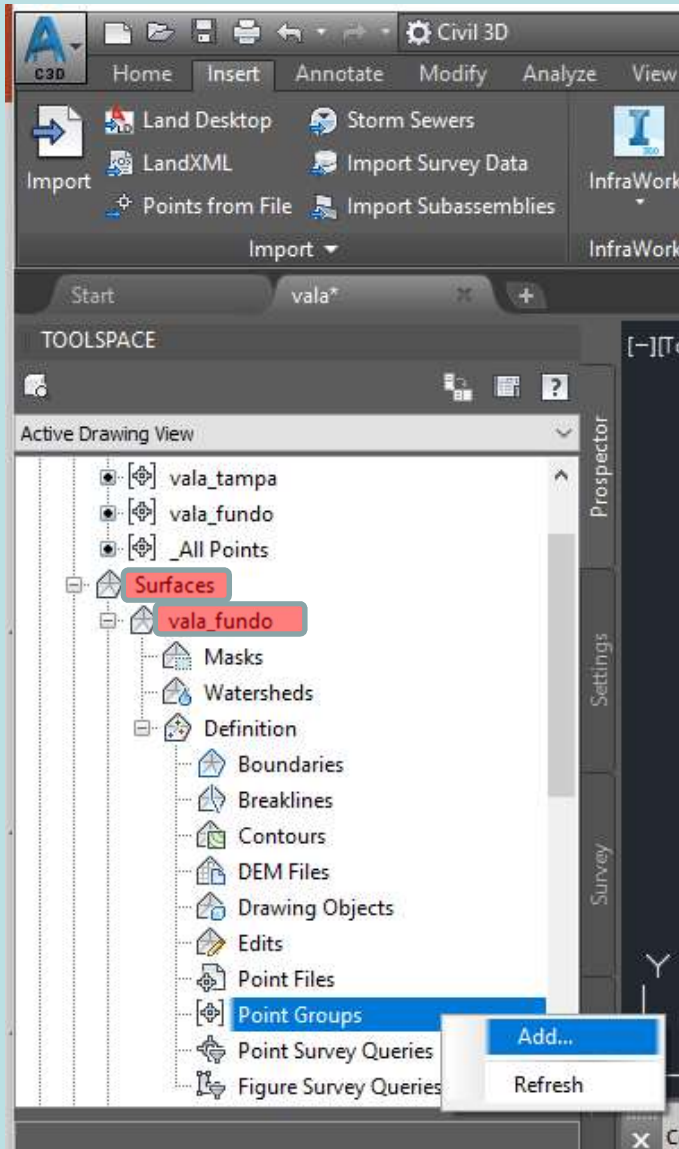 C3D
Civil 3D
Home Insert Annotate Modify Analyze View
Import
Land Desktop Storm Sewers
LandXML Import Survey Data
Points from File Import Subassemblies
InfraWork
Import InfraWork
Start vala* +
TOOLSPACE
[−][To
?
Active Drawing View
vala_tampa
vala_fundo
_All Points
Surfaces
vala_fundo
Masks
Watersheds
Definition
Boundaries
Breaklines
Contours
DEM Files
Drawing Objects
Edits
Point Files
Point Groups
Point Survey Queries
Figure Survey Queries
Add...
Refresh
Prospector
Settings
Survey
Y
X C